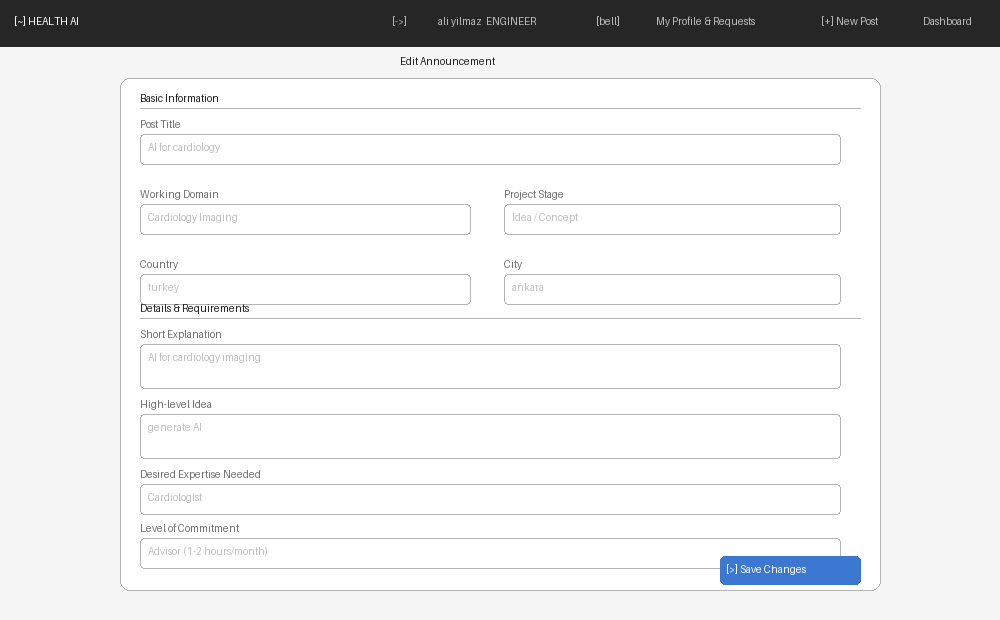 [~] HEALTH AI
[->] ali yilmaz ENGINEER [bell] My Profile & Requests [+] New Post Dashboard
Edit Announcement
Basic Information
Post Title
AI for cardiology
Working Domain Project Stage
Cardiology Imaging Idea / Concept
Country City
turkey ankara
Details & Requirements
Short Explanation
AI for cardiology imaging
High-level Idea
generate AI
Desired Expertise Needed
Cardiologist
Level of Commitment
Advisor (1-2 hours/month)
[>] Save Changes